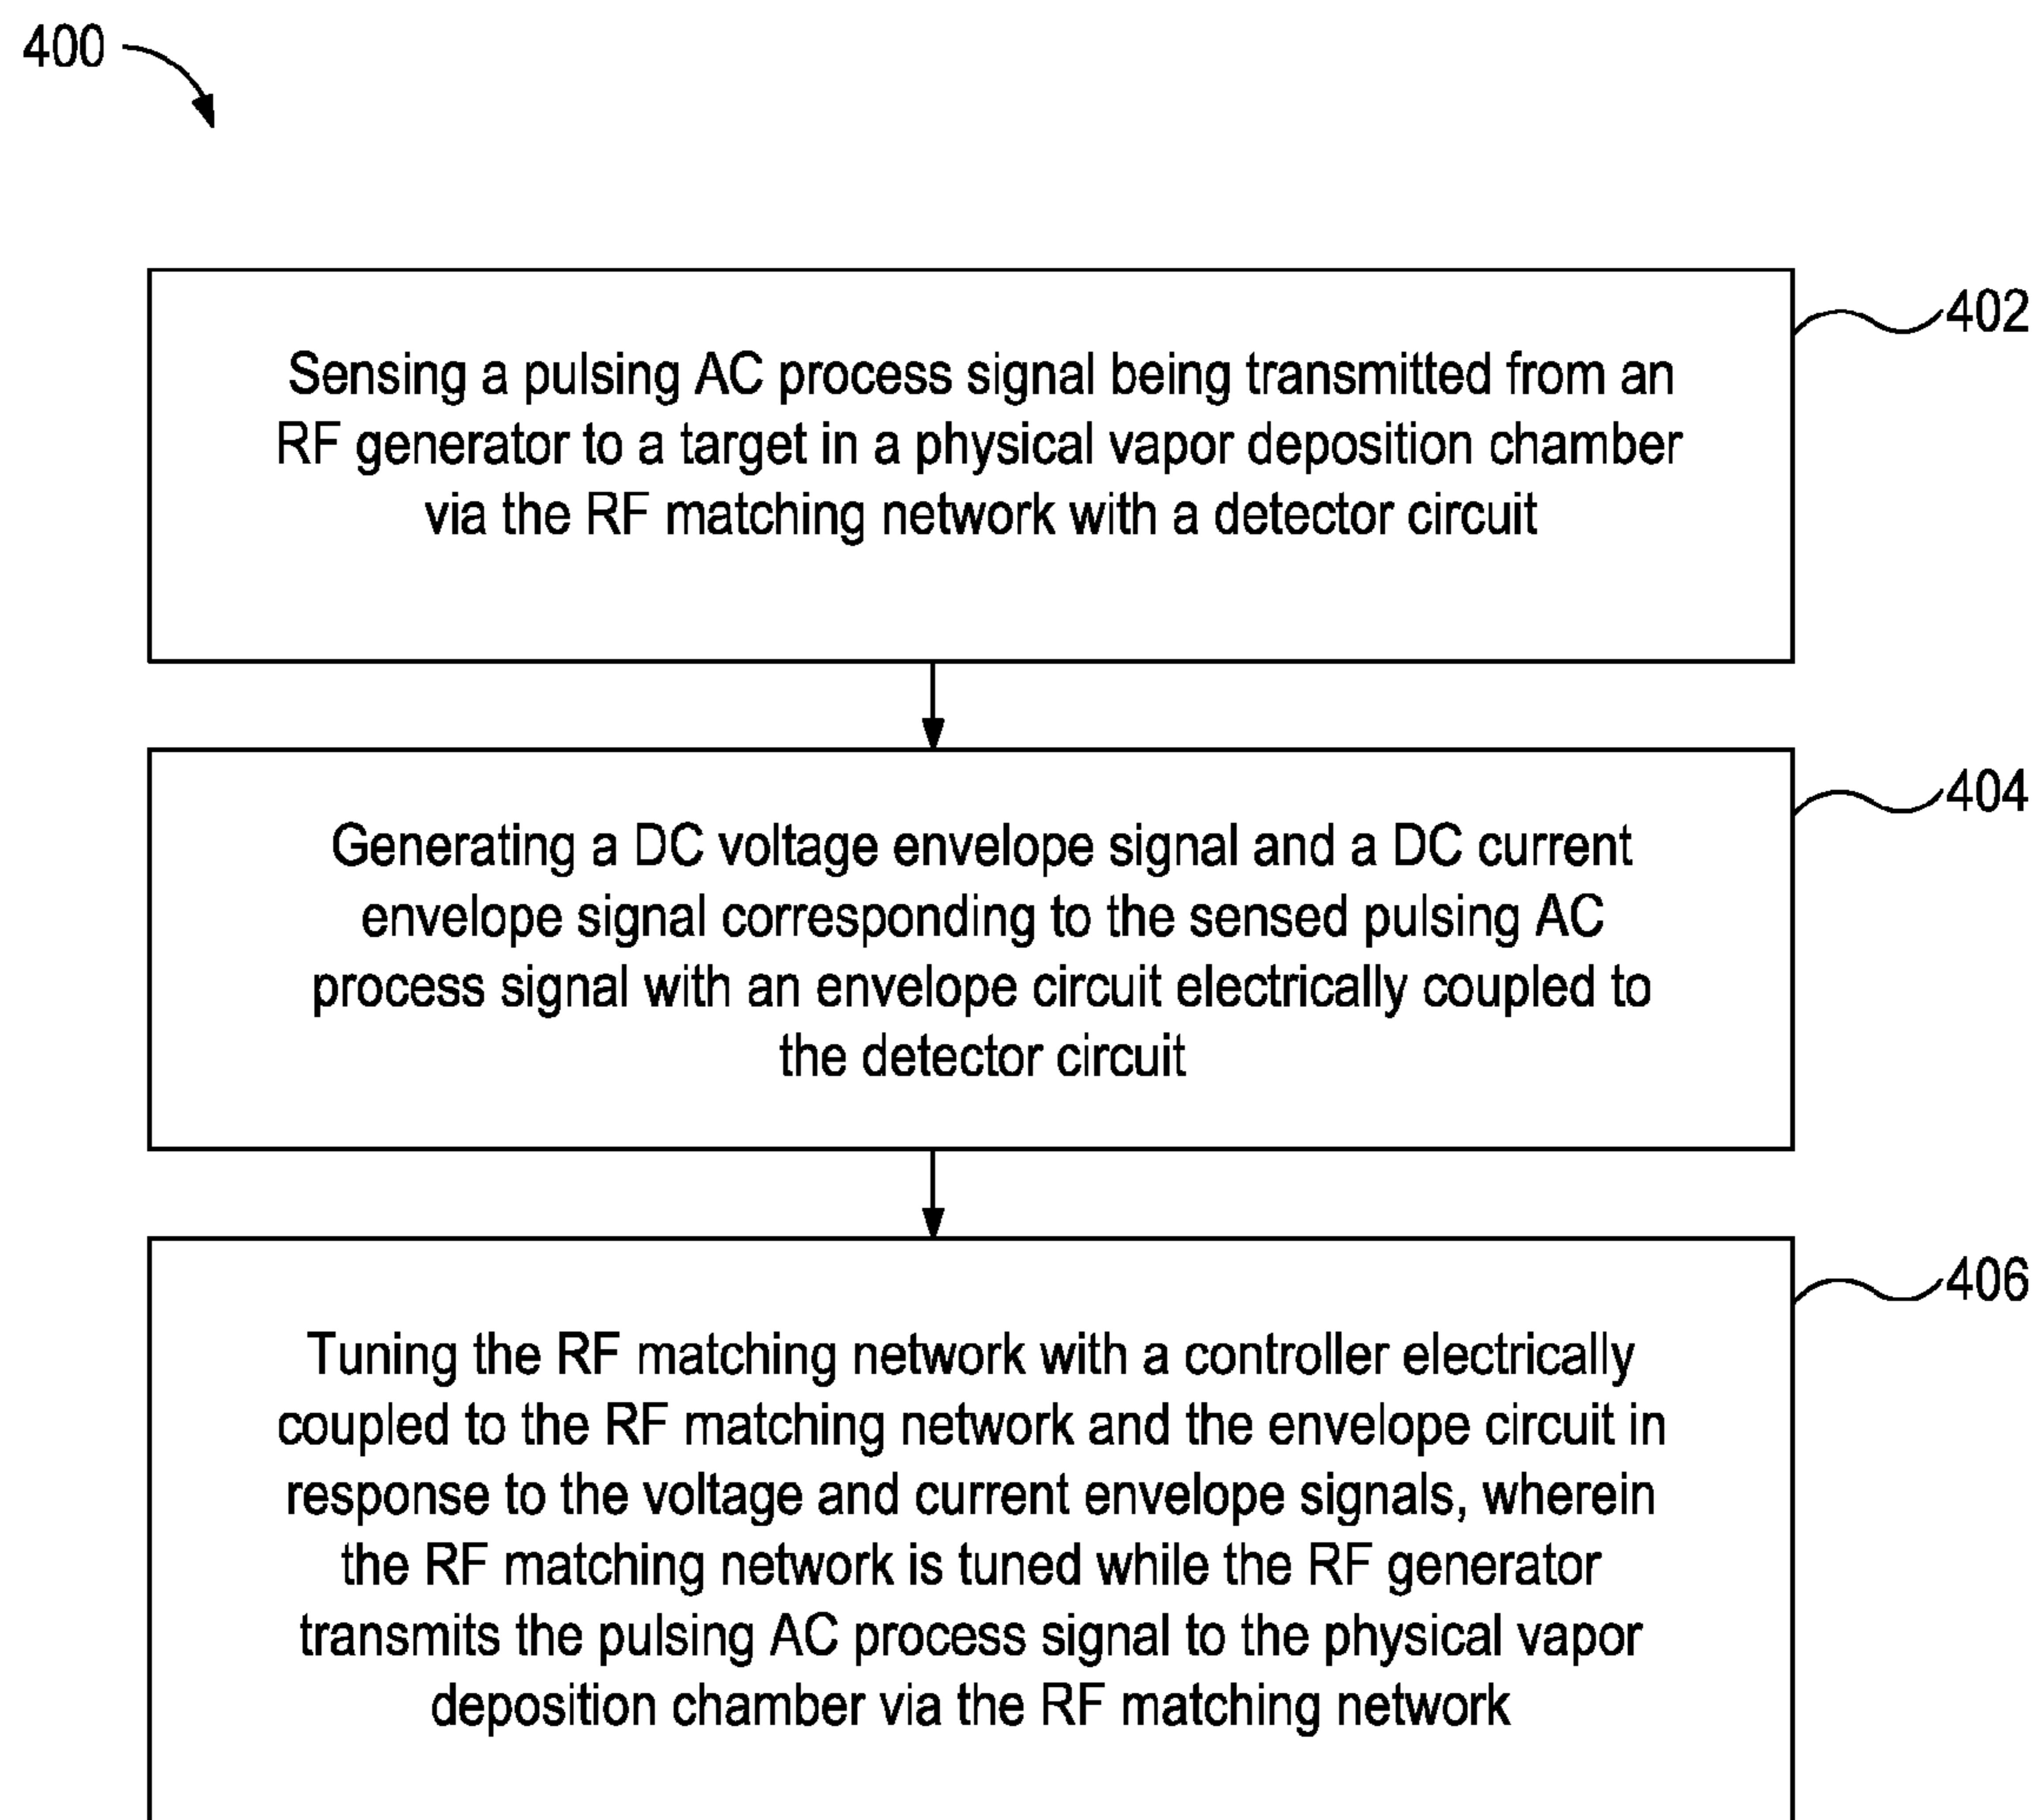 400
402
Sensing a pulsing AC process signal being transmitted from an
RF generator to a target in a physical vapor deposition chamber
via the RF matching network with a detector circuit
404
Generating a DC voltage envelope signal and a DC current
envelope signal corresponding to the sensed pulsing AC
process signal with an envelope circuit electrically coupled to
the detector circuit
406
Tuning the RF matching network with a controller electrically
coupled to the RF matching network and the envelope circuit in
response to the voltage and current envelope signals, wherein
the RF matching network is tuned while the RF generator
transmits the pulsing AC process signal to the physical vapor
deposition chamber via the RF matching network